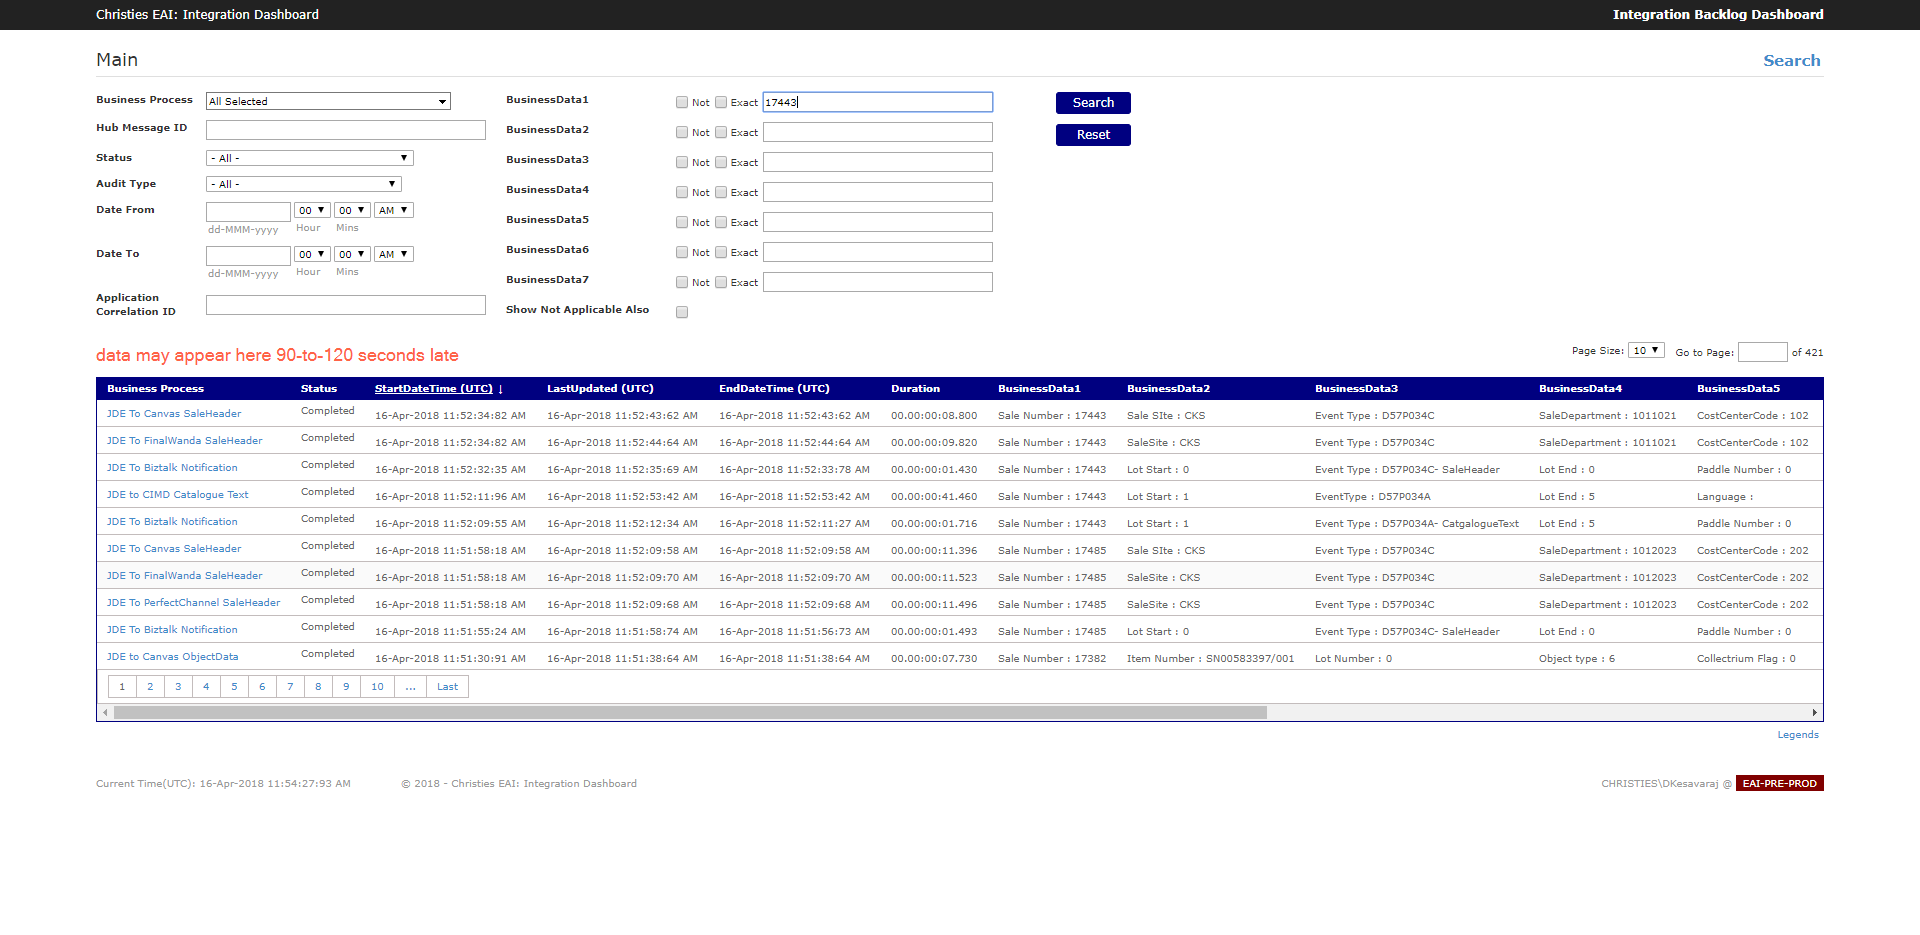 Christies EAI: Integration Dashboard Integration Backlog Dashboard
Main Search
Business Process All Selected BusinessData1 Not Exact 17443 Search
Hub Message ID BusinessData2 Not Exact Reset
Status - All - BusinessData3 Not Exact
Audit Type - All - BusinessData4 Not Exact
Date From 00 00 AM BusinessData5 Not Exact
dd-MMM-yyyy Hour Mins
Date To 00 00 AM BusinessData6 Not Exact
dd-MMM-yyyy Hour Mins BusinessData7 Not Exact
Application
Correlation ID Show Not Applicable Also
data may appear here 90-to-120 seconds late Page Size: 10 Go to Page: of 421
Business Process Status StartDateTime (UTC) ↓ LastUpdated (UTC) EndDateTime (UTC) Duration BusinessData1 BusinessData2 BusinessData3 BusinessData4 BusinessData5
JDE To Canvas SaleHeader Completed 16-Apr-2018 11:52:34:82 AM 16-Apr-2018 11:52:43:62 AM 16-Apr-2018 11:52:43:62 AM 00.00:00:08.800 Sale Number : 17443 Sale SIte : CKS Event Type : D57P034C SaleDepartment : 1011021 CostCenterCode : 102
JDE To FinalWanda SaleHeader Completed 16-Apr-2018 11:52:34:82 AM 16-Apr-2018 11:52:44:64 AM 16-Apr-2018 11:52:44:64 AM 00.00:00:09.820 Sale Number : 17443 SaleSite : CKS Event Type : D57P034C SaleDepartment : 1011021 CostCenterCode : 102
JDE To Biztalk Notification Completed 16-Apr-2018 11:52:32:35 AM 16-Apr-2018 11:52:35:69 AM 16-Apr-2018 11:52:33:78 AM 00.00:00:01.430 Sale Number : 17443 Lot Start : 0 Event Type : D57P034C- SaleHeader Lot End : 0 Paddle Number : 0
JDE to CIMD Catalogue Text Completed 16-Apr-2018 11:52:11:96 AM 16-Apr-2018 11:52:53:42 AM 16-Apr-2018 11:52:53:42 AM 00.00:00:41.460 Sale Number : 17443 Lot Start : 1 EventType : D57P034A Lot End : 5 Language :
JDE To Biztalk Notification Completed 16-Apr-2018 11:52:09:55 AM 16-Apr-2018 11:52:12:34 AM 16-Apr-2018 11:52:11:27 AM 00.00:00:01.716 Sale Number : 17443 Lot Start : 1 Event Type : D57P034A- CatgalogueText Lot End : 5 Paddle Number : 0
JDE To Canvas SaleHeader Completed 16-Apr-2018 11:51:58:18 AM 16-Apr-2018 11:52:09:58 AM 16-Apr-2018 11:52:09:58 AM 00.00:00:11.396 Sale Number : 17485 Sale SIte : CKS Event Type : D57P034C SaleDepartment : 1012023 CostCenterCode : 202
JDE To FinalWanda SaleHeader Completed 16-Apr-2018 11:51:58:18 AM 16-Apr-2018 11:52:09:70 AM 16-Apr-2018 11:52:09:70 AM 00.00:00:11.523 Sale Number : 17485 SaleSite : CKS Event Type : D57P034C SaleDepartment : 1012023 CostCenterCode : 202
JDE To PerfectChannel SaleHeader Completed 16-Apr-2018 11:51:58:18 AM 16-Apr-2018 11:52:09:68 AM 16-Apr-2018 11:52:09:68 AM 00.00:00:11.496 Sale Number : 17485 SaleSite : CKS Event Type : D57P034C SaleDepartment : 1012023 CostCenterCode : 202
JDE To Biztalk Notification Completed 16-Apr-2018 11:51:55:24 AM 16-Apr-2018 11:51:58:74 AM 16-Apr-2018 11:51:56:73 AM 00.00:00:01.493 Sale Number : 17485 Lot Start : 0 Event Type : D57P034C- SaleHeader Lot End : 0 Paddle Number : 0
JDE to Canvas ObjectData Completed 16-Apr-2018 11:51:30:91 AM 16-Apr-2018 11:51:38:64 AM 16-Apr-2018 11:51:38:64 AM 00.00:00:07.730 Sale Number : 17382 Item Number : SN00583397/001 Lot Number : 0 Object type : 6 Collectrium Flag : 0
1 2 3 4 5 6 7 8 9 10 ... Last
Legends
Current Time(UTC): 16-Apr-2018 11:54:27:93 AM © 2018 - Christies EAI: Integration Dashboard CHRISTIES\DKesavaraj @ EAI-PRE-PROD